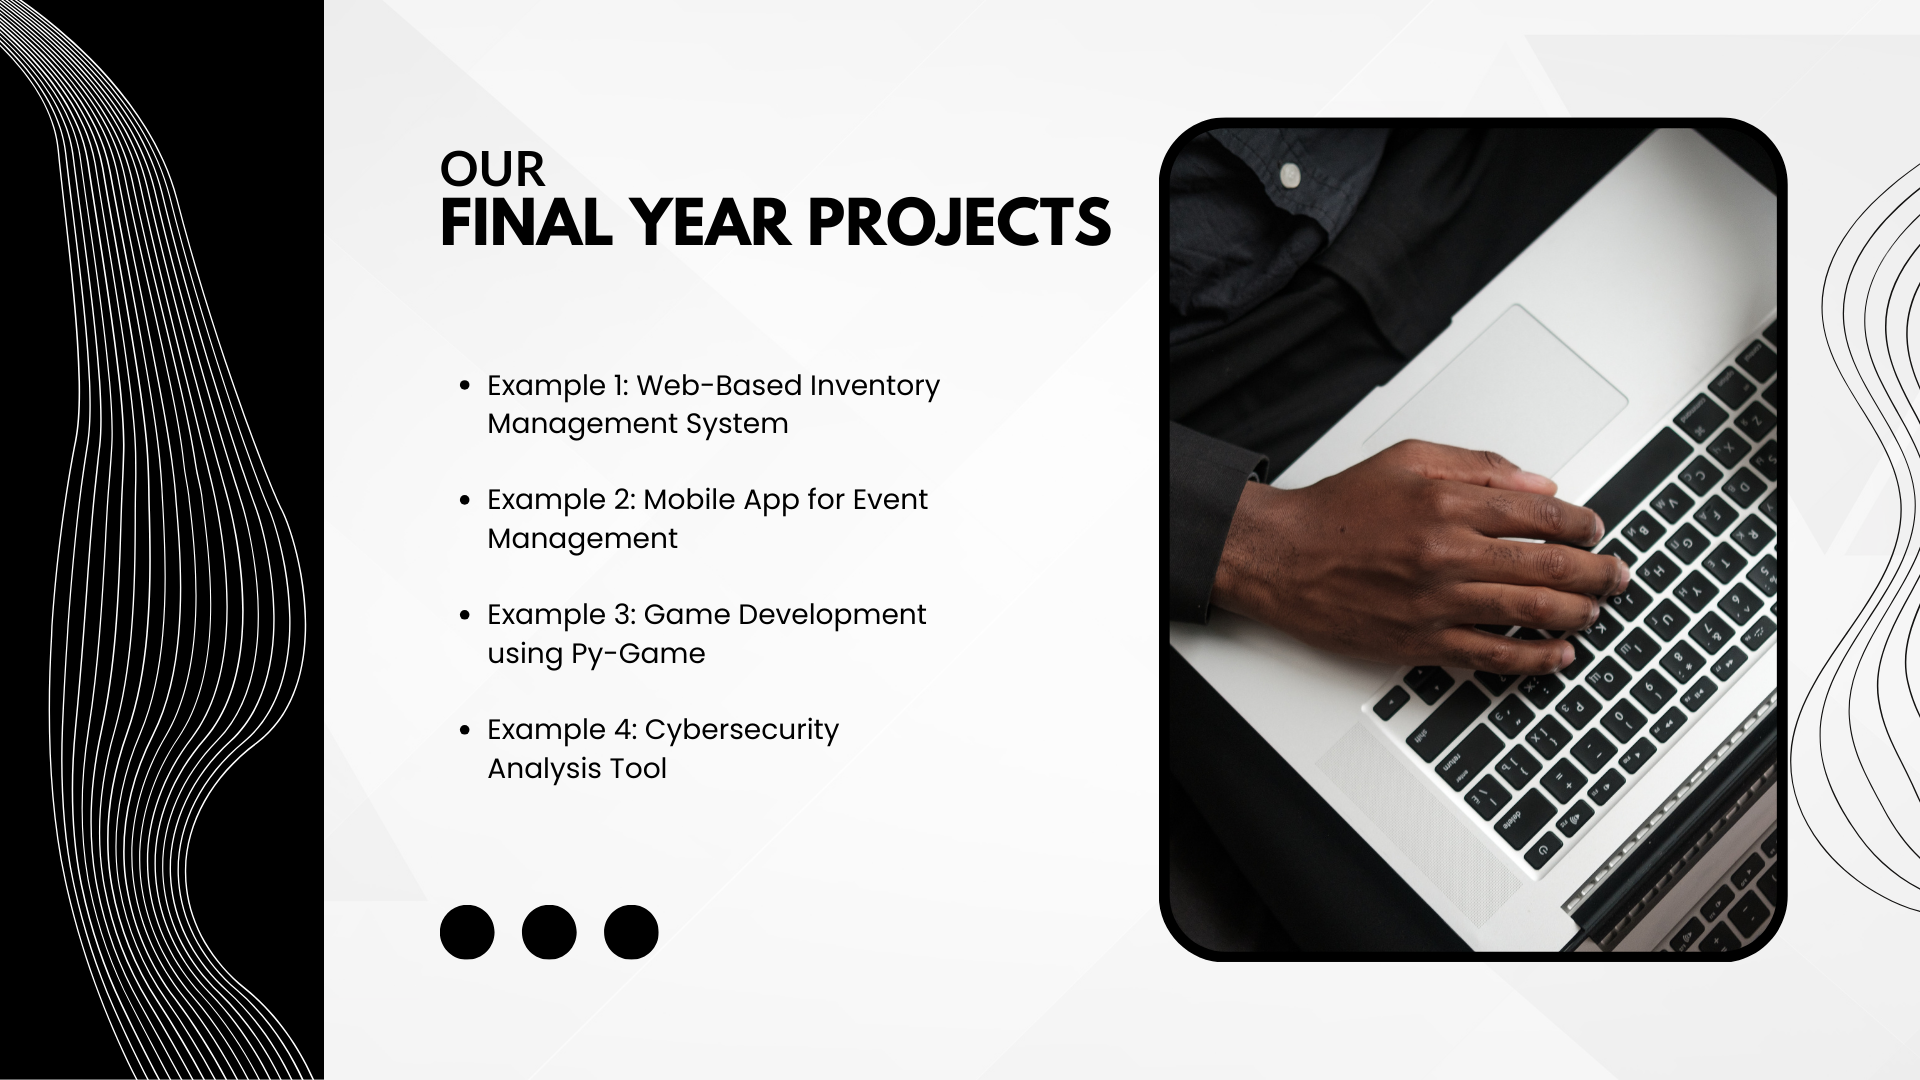 OUR
FINAL YEAR PROJECTS
Example 1: Web-Based Inventory
Management System
Example 2: Mobile App for Event
Management
Example 3: Game Development
using Py-Game
Example 4: Cybersecurity
Analysis Tool